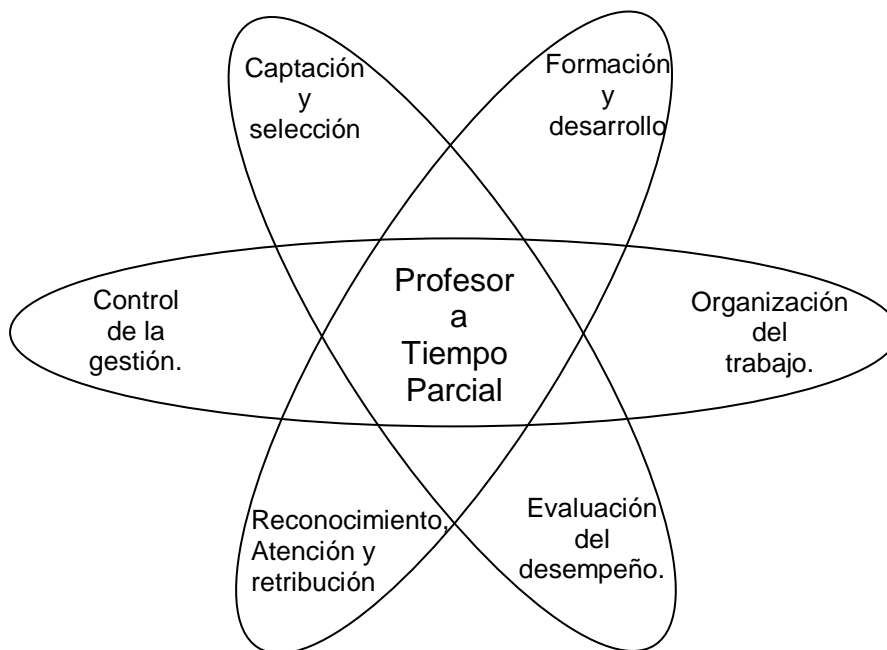 Captación
y
selección
Formación
y
desarrollo
Control
de la
gestión.
Profesor
a
Tiempo
Parcial
Organización
del
trabajo.
Reconocimiento,
Atención y
retribución
Evaluación
del
desempeño.